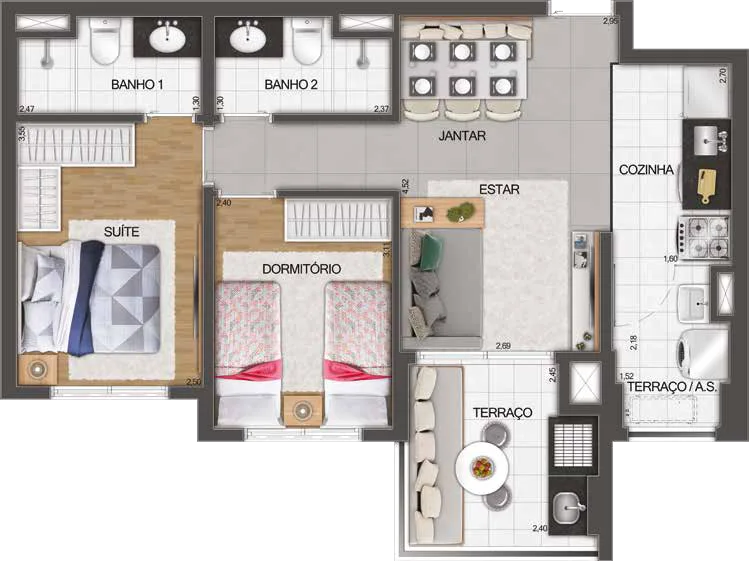 2,95
BANHO 1
BANHO 2
2,70
2,47
1,30
1,30
2,37
3,55
JANTAR
COZINHA
4,52
ESTAR
2,40
SUÍTE
3,11
DORMITÓRIO
1,60
2,18
2,69
2,45
2,50
1,52
TERRAÇO / A.S.
TERRAÇO
2,40